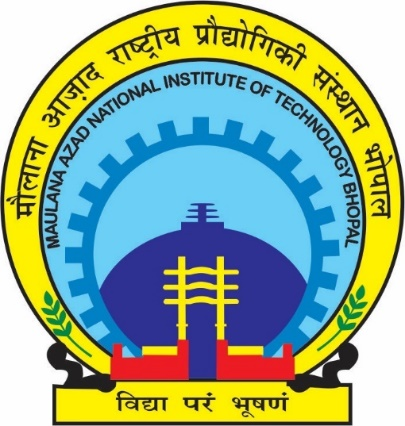 मौलाना आज़ाद राष्ट्रीय प्रौद्योगिकी संस्थान भोपाल
MAULANA AZAD NATIONAL INSTITUTE OF TECHNOLOGY BHOPAL
विद्या परं भूषणं